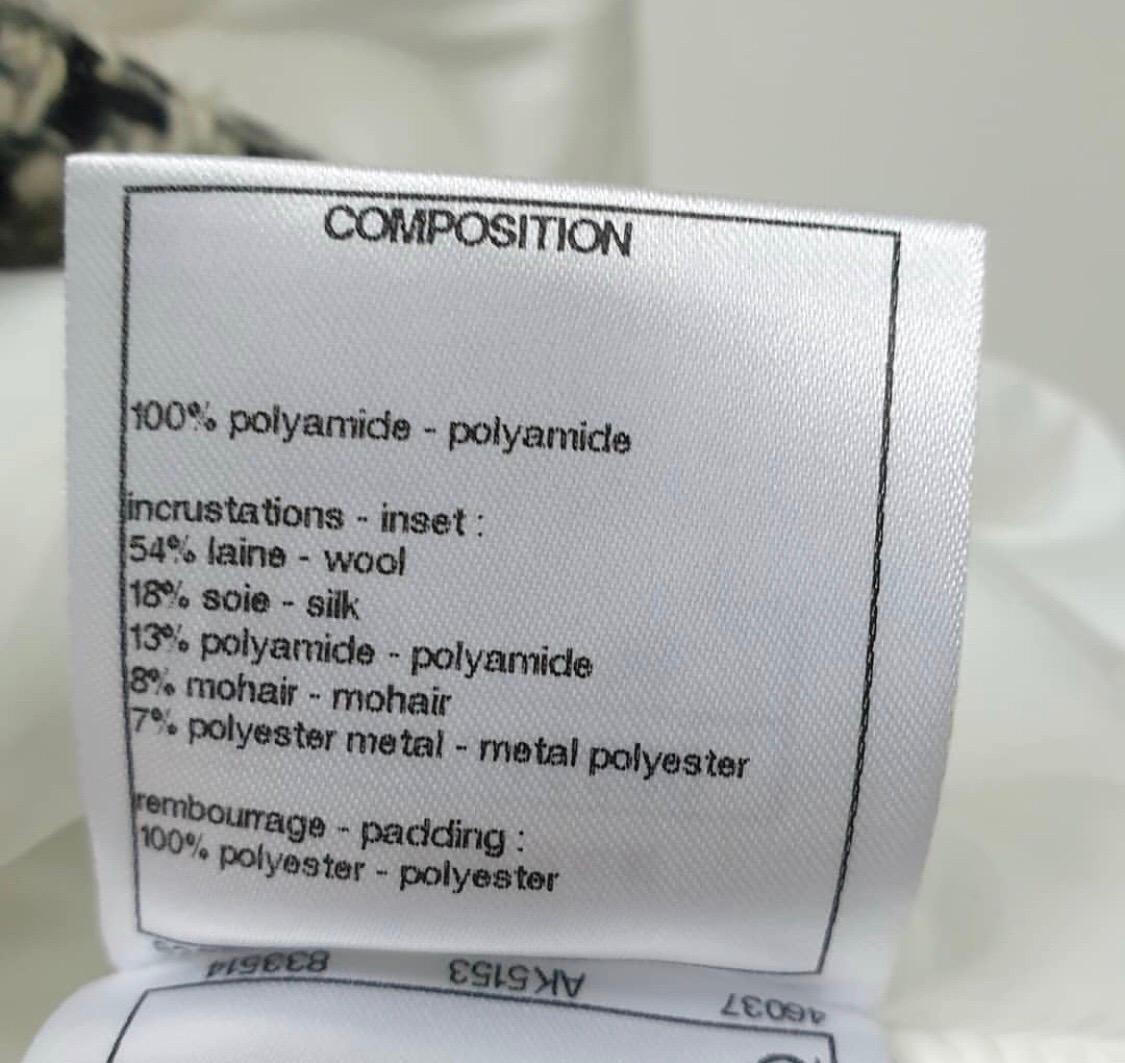 COMPOSITION
100% polyamide - polyamide
incrustations - inset :
54% laine - wool
18% soie - silk
13% polyamide - polyamide
8% mohair - mohair
7% polyester metal - metal polyester
rembourrage - padding :
100% polyester - polyester
833514 AK5153 46037